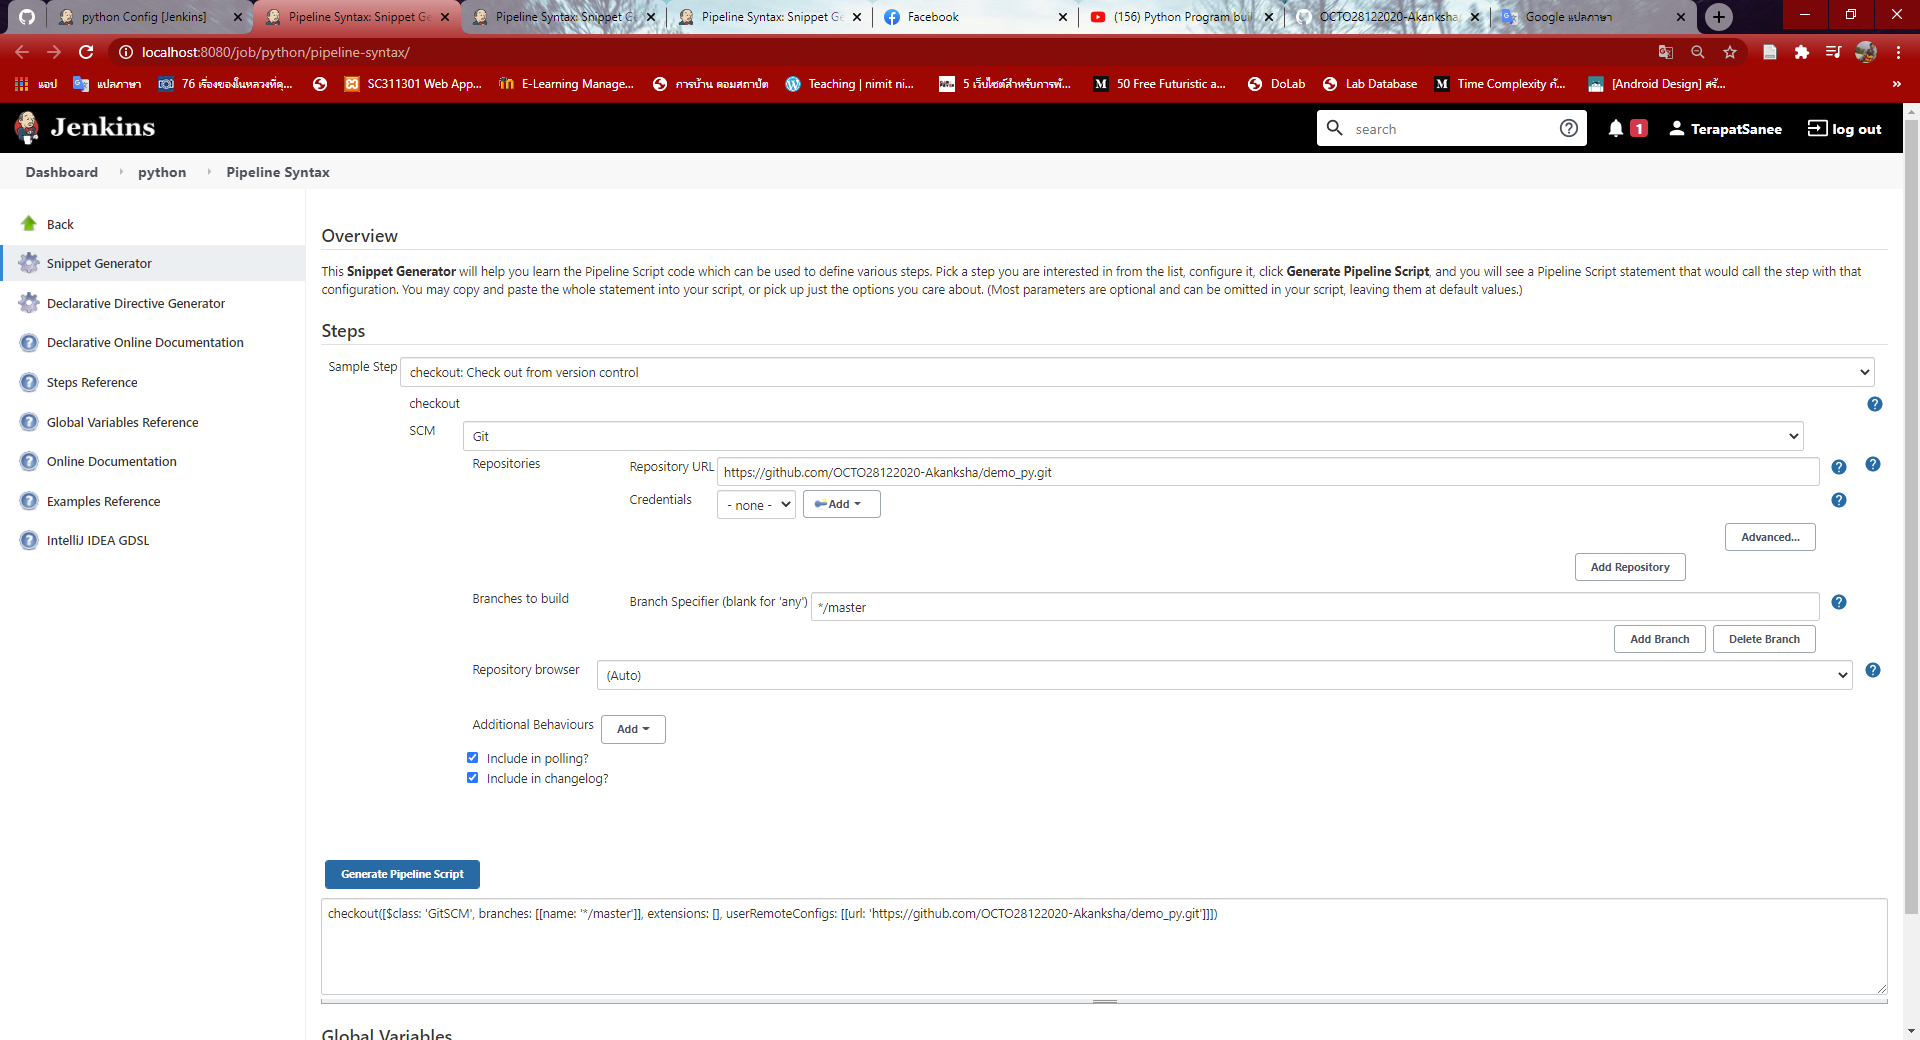 python Config [Jenkins]
Pipeline Syntax: Snippet Ge
Pipeline Syntax: Snippet G
Pipeline Syntax: Snippet Ge
Facebook
(156) Python Program bui
OCTO28122020-Akanksha
Google แปลภาษา
localhost:8080/job/python/pipeline-syntax/
แอป
แปลภาษา
76 เรื่องของในหลวงที่ดุ...
SC311301 Web App...
E-Learning Manage...
การบ้าน ดอมสถาปัต
Teaching | nimit ni...
5 เว็บไซต์สำหรับการพั...
50 Free Futuristic a...
DoLab
Lab Database
Time Complexity คั...
[Android Design] สร้...
»
Jenkins
search
1
TerapatSanee
log out
Dashboard
python
Pipeline Syntax
Back
Snippet Generator
Declarative Directive Generator
Declarative Online Documentation
Steps Reference
Global Variables Reference
Online Documentation
Examples Reference
IntelliJ IDEA GDSL
Overview
This Snippet Generator will help you learn the Pipeline Script code which can be used to define various steps. Pick a step you are interested in from the list, configure it, click Generate Pipeline Script, and you will see a Pipeline Script statement that would call the step with that
configuration. You may copy and paste the whole statement into your script, or pick up just the options you care about. (Most parameters are optional and can be omitted in your script, leaving them at default values.)
Steps
Sample Step
checkout: Check out from version control
checkout
SCM
Git
Repositories
Repository URL
https://github.com/OCTO28122020-Akanksha/demo_py.git
Credentials
- none -
Add
Advanced...
Add Repository
Branches to build
Branch Specifier (blank for 'any')
*/master
Add Branch
Delete Branch
Repository browser
(Auto)
Additional Behaviours
Add
Include in polling?
Include in changelog?
Generate Pipeline Script
checkout([$class: 'GitSCM', branches: [[name: '*/master']], extensions: [], userRemoteConfigs: [[url: 'https://github.com/OCTO28122020-Akanksha/demo_py.git']]])
Global Variables